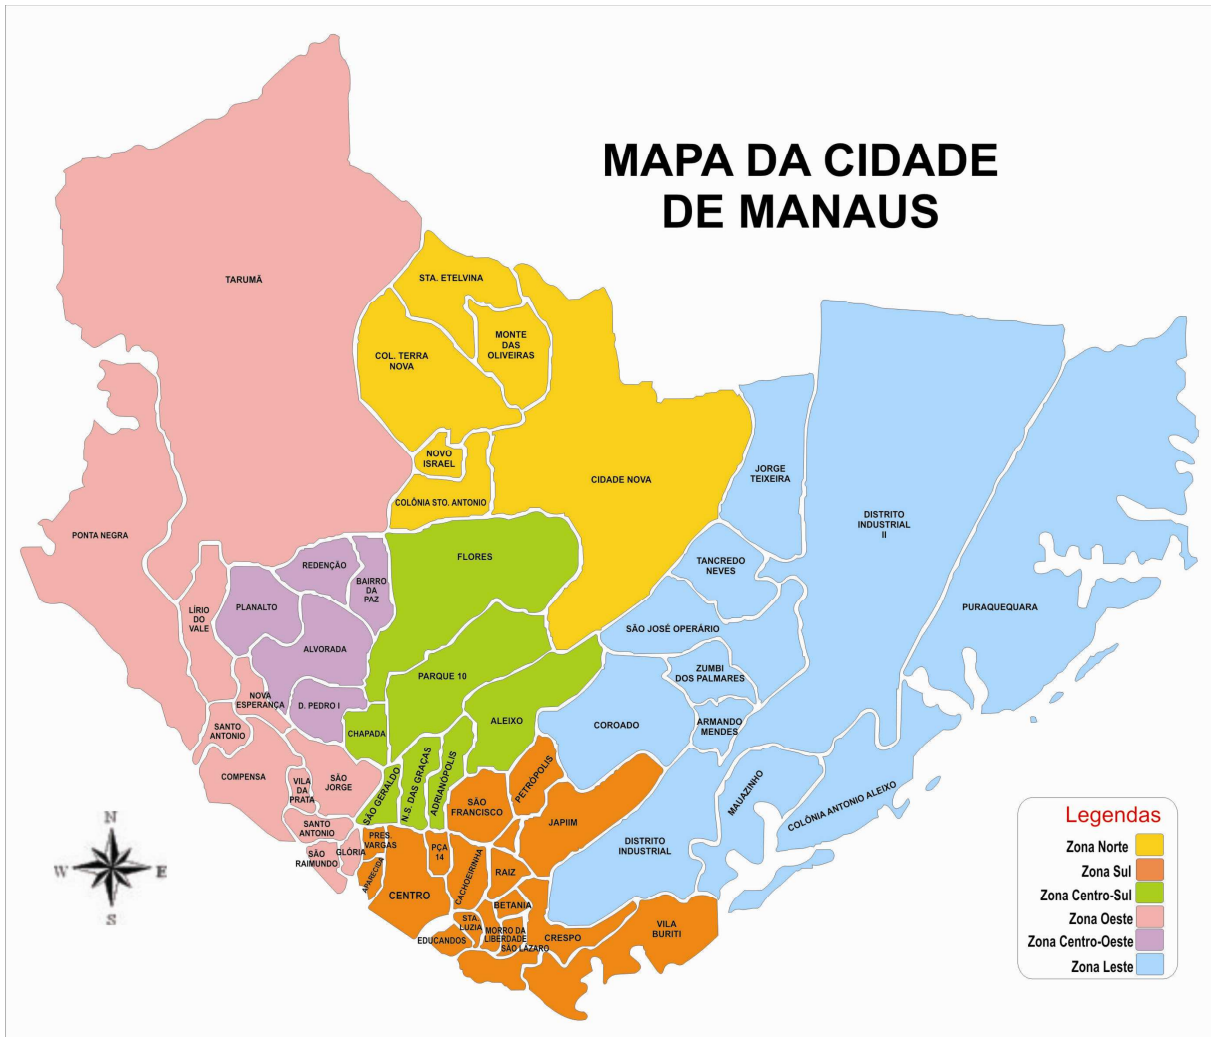 MAPA DA CIDADE
DE MANAUS
TARUMÃ
STA. ETELVINA
MONTE
DAS
OLIVEIRAS
COL. TERRA
NOVA
NOVO
ISRAEL
COLÔNIA STO. ANTONIO
CIDADE NOVA
JORGE
TEIXEIRA
DISTRITO
INDUSTRIAL
II
PURAQUEQUARA
PONTA NEGRA
FLORES
REDENÇÃO
BAIRRO
DA
PAZ
TANCREDO
NEVES
LÍRIO
DO
VALE
PLANALTO
SÃO JOSÉ OPERÁRIO
ALVORADA
PARQUE 10
ZUMBI
DOS PALMARES
NOVA
ESPERANÇA
D. PEDRO I
ALEIXO
COROADO
ARMANDO
MENDES
SANTO
ANTONIO
CHAPADA
COMPENSA
VILA
DA
PRATA
SÃO
JORGE
SÃO GERALDO
N.S. DAS GRAÇAS
ADRIANÓPOLIS
SÃO
FRANCISCO
PETRÓPOLIS
MAUAZINHO
COLÔNIA ANTONIO ALEIXO
JAPIIM
SANTO
ANTONIO
PRES.
VARGAS
PÇA
14
DISTRITO
INDUSTRIAL
SÃO
RAIMUNDO
GLÓRIA
APARECIDA
CENTRO
CACHOEIRINHA
RAIZ
BETANIA
STA.
LUZIA
MORRO DA
LIBERDADE
SÃO LÁZARO
EDUCANDOS
CRESPO
VILA
BURITI
N
W
E
S
Legendas
Zona Norte
Zona Sul
Zona Centro-Sul
Zona Oeste
Zona Centro-Oeste
Zona Leste